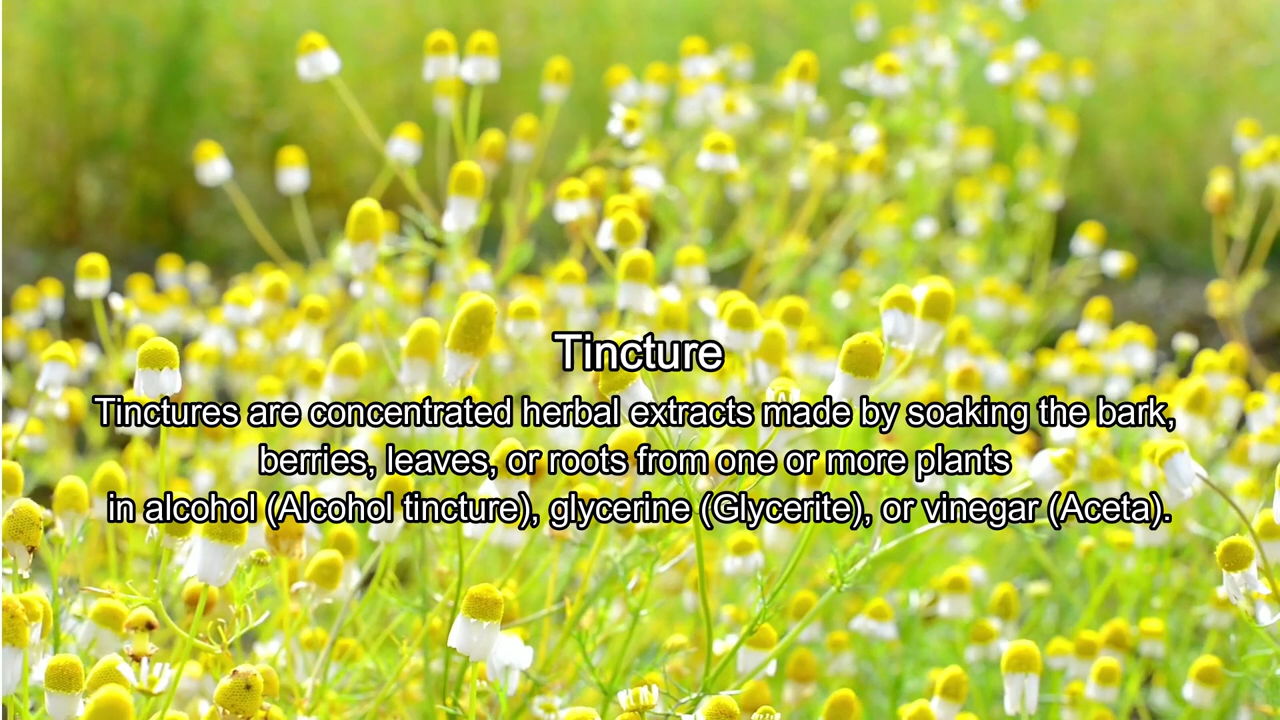 Tincture
Tinctures are concentrated herbal extracts made by soaking the bark,
berries, leaves, or roots from one or more plants
in alcohol (Alcohol tincture), glycerine (Glycerite), or vinegar (Aceta).